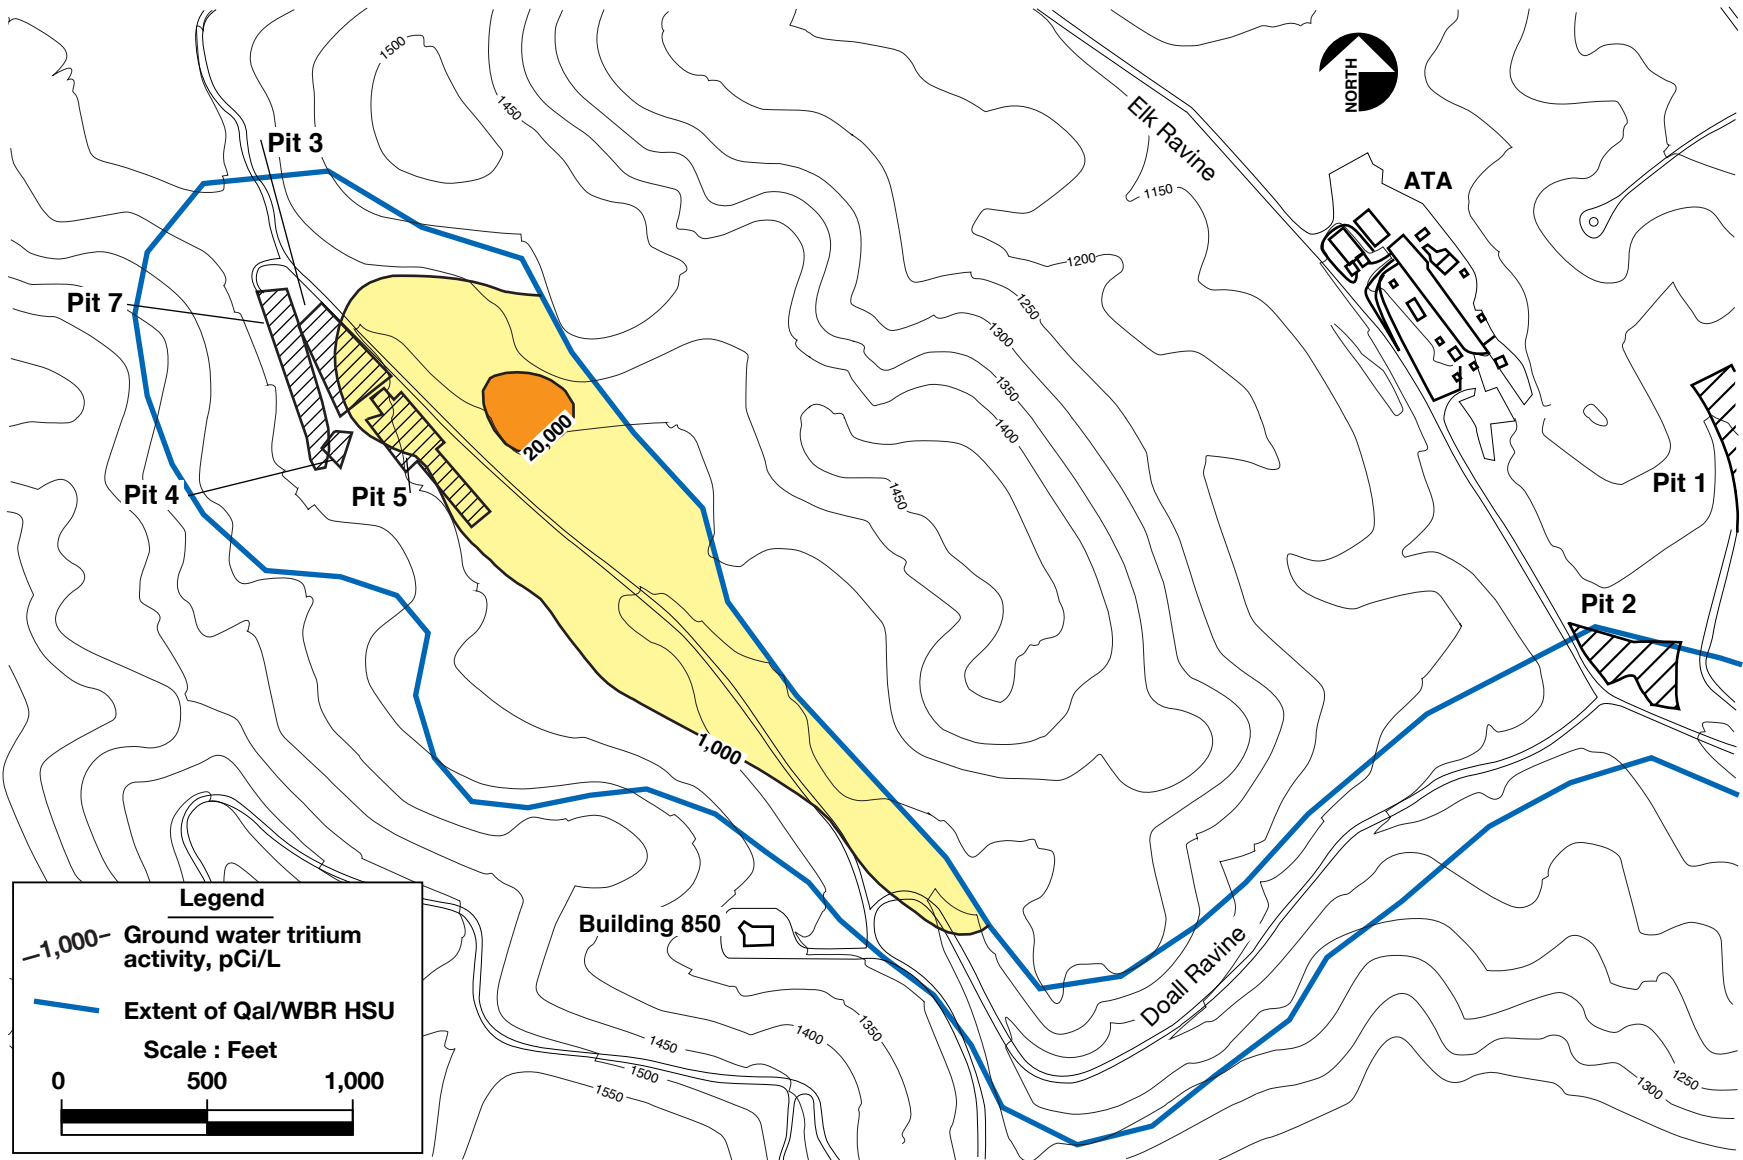 1500
1450
Elk Ravine
NORTH
Pit 3
1150
ATA
1200
Pit 7
1250
1300
1350
1400
20,000
1450
Pit 4
Pit 5
Pit 1
Pit 2
1,000
Building 850
Doall Ravine
1350
1400
1450
1500
1550
1250
1300
Legend
1,000
Ground water tritium
activity, pCi/L
Extent of Qal/WBR HSU
Scale : Feet
0 500 1,000